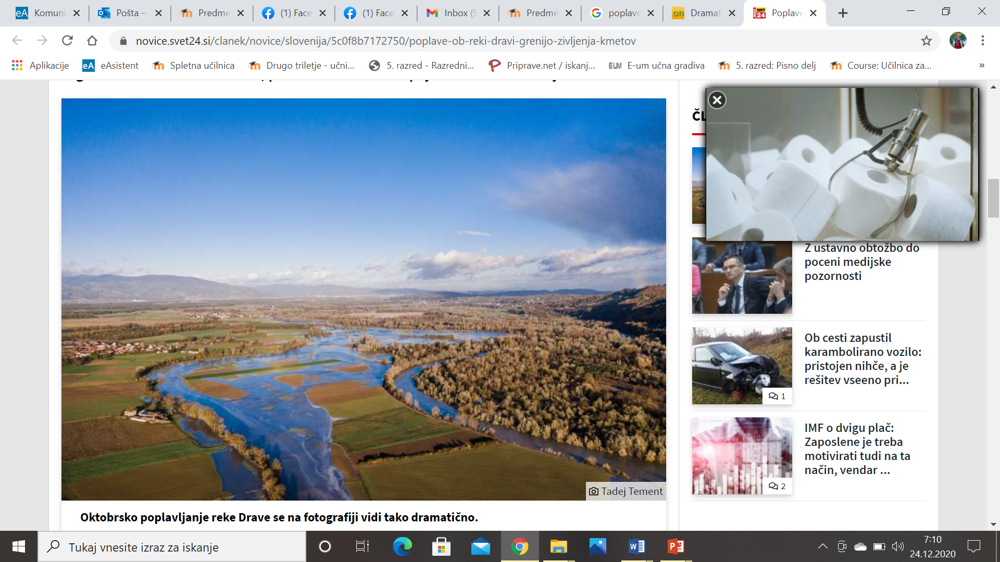 Komuni
Pošta –
Predme
(1) Face
(1) Face
Inbox (9
Predme
poplave
Dramat
Poplave
novice.svet24.si/clanek/novice/slovenija/5c0f8b7172750/poplave-ob-reki-dravi-grenijo-zivljenja-kmetov
Aplikacije
eAsistent
Spletna učilnica
Drugo triletje - učni...
5. razred - Razredni...
Priprave.net / iskanj...
E-um učna gradiva
5. razred: Pisno delj
Course: Učilnica za...
»
ČL
Z ustavno obtožbo do
poceni medijske
pozornosti
Ob cesti zapustil
karambolirano vozilo:
pristojen nihče, a je
rešitev vseeno pri...
1
IMF o dvigu plač:
Zaposlene je treba
motivirati tudi na ta
način, vendar ...
2
Tadej Tement
Oktobrsko poplavljanje reke Drave se na fotografiji vidi tako dramatično.
Tukaj vnesite izraz za iskanje
7:10
24.12.2020